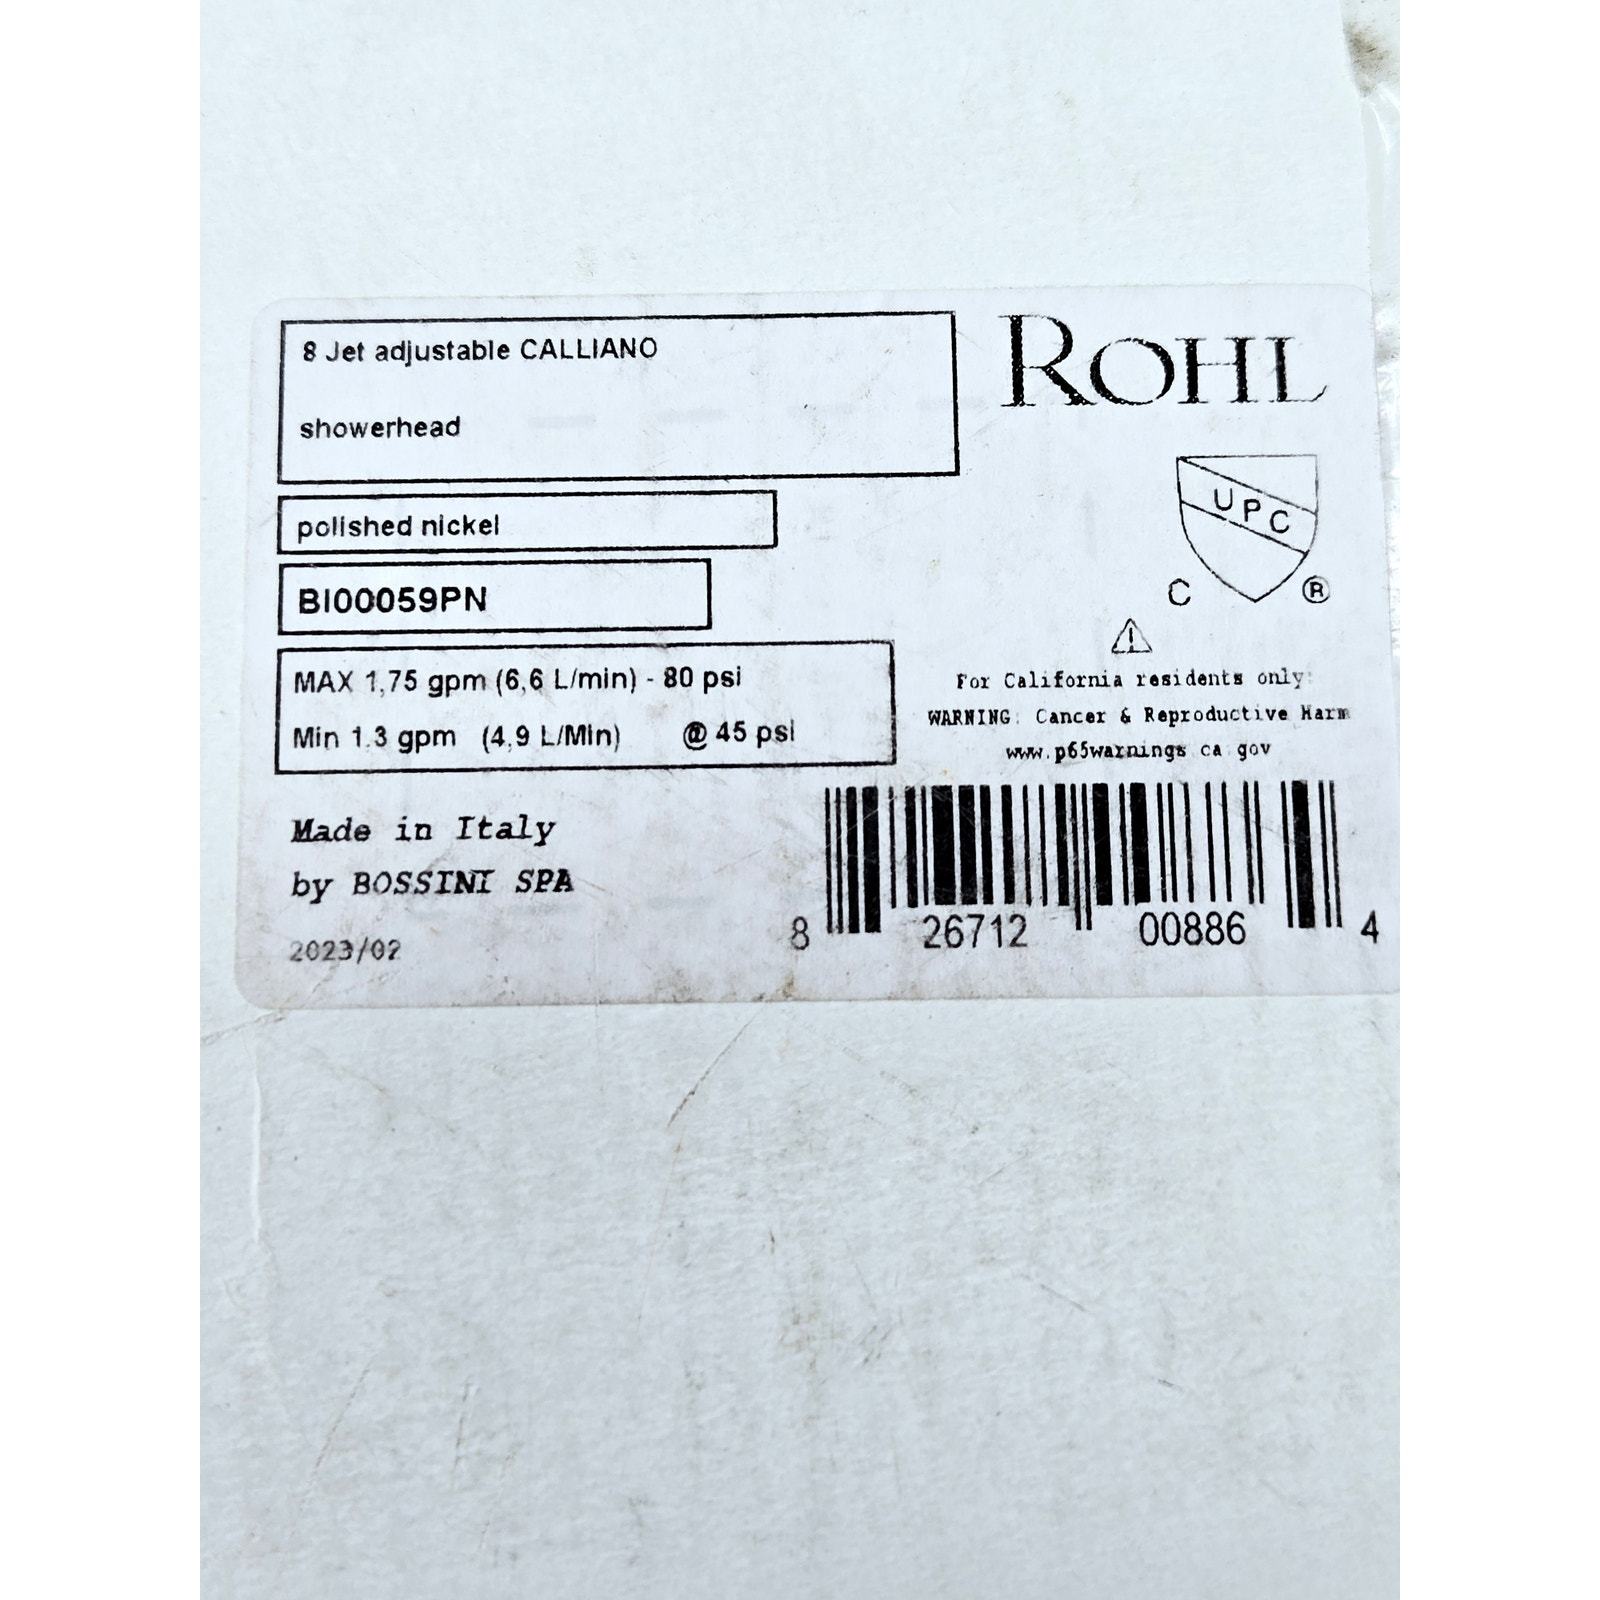 8 Jet adjustable CALLIANO
showerhead
ROHL
polished nickel
UPC
C ®
BI00059PN
MAX 1,75 gpm (6,6 L/min) - 80 psi
Min 1.3 gpm (4,9 L/Min) @ 45 psi
For California residents only:
WARNING: Cancer & Reproductive Harm
www.p65warnings.ca.gov
Made in Italy
by BOSSINI SPA
2023/02
8 26712 00886 4